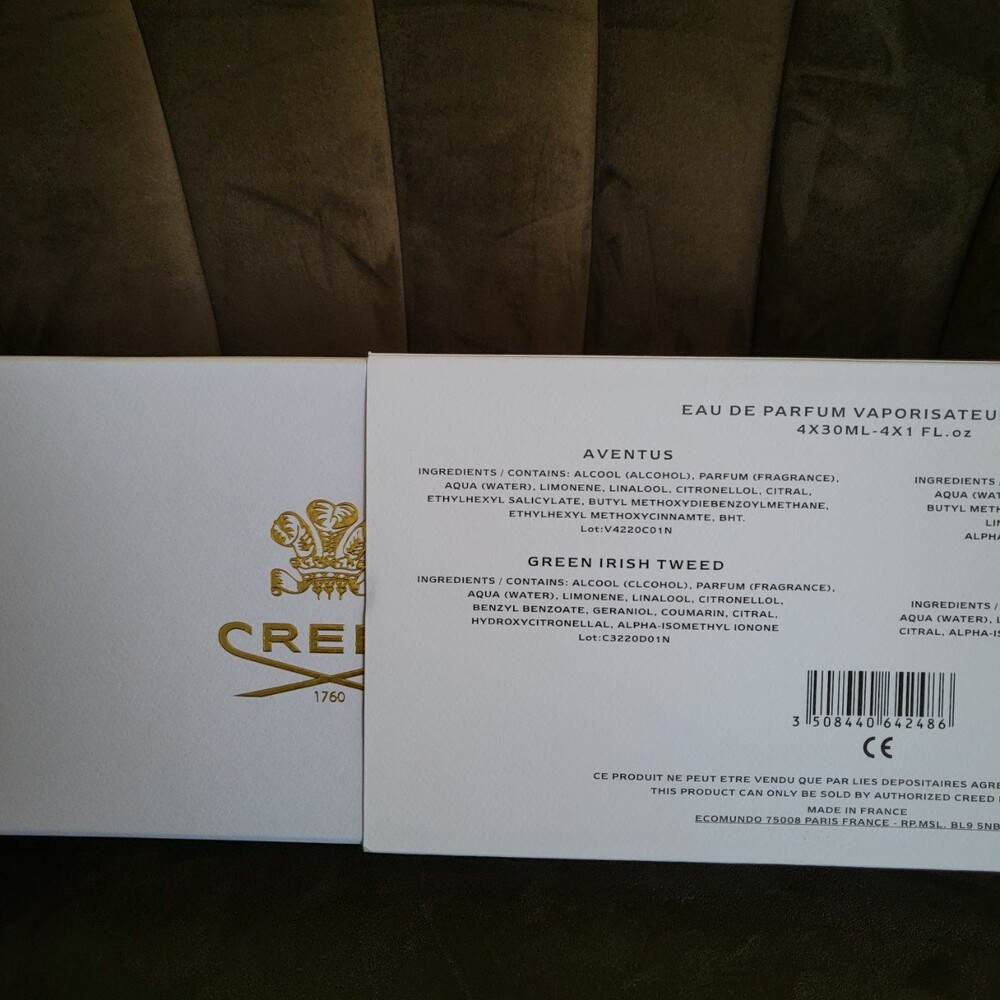 CREE
1760
EAU DE PARFUM VAPORISATEU
4X30ML-4X1 FL.oz
AVENTUS
INGREDIENTS / CONTAINS: ALCOOL (ALCOHOL), PARFUM (FRAGRANCE),
AQUA (WATER), LIMONENE, LINALOOL, CITRONELLOL, CITRAL,
ETHYLHEXYL SALICYLATE, BUTYL METHOXYDIEBENZOYLMETHANE,
ETHYLHEXYL METHOXYCINNAMTE, BHT.
Lot:V4220C01N
GREEN IRISH TWEED
INGREDIENTS / CONTAINS: ALCOOL (CLCOHOL), PARFUM (FRAGRANCE),
AQUA (WATER), LIMONENE, LINALOOL, CITRONELLOL,
BENZYL BENZOATE, GERANIOL, COUMARIN, CITRAL,
HYDROXYCITRONELLAL, ALPHA-ISOMETHYL IONONE
Lot:C3220D01N
INGREDIENTS /
AQUA (WAT
BUTYL METH
LI
ALPHA
INGREDIENTS /
AQUA (WATER), L
CITRAL, ALPHA-IS
3 508440 642486
CE
CE PRODUIT NE PEUT ETRE VENDU QUE PAR LIES DEPOSITAIRES AGRE
THIS PRODUCT CAN ONLY BE SOLD BY AUTHORIZED CREED
MADE IN FRANCE
ECOMUNDO 75008 PARIS FRANCE - RP.MSL. BL9 5NB